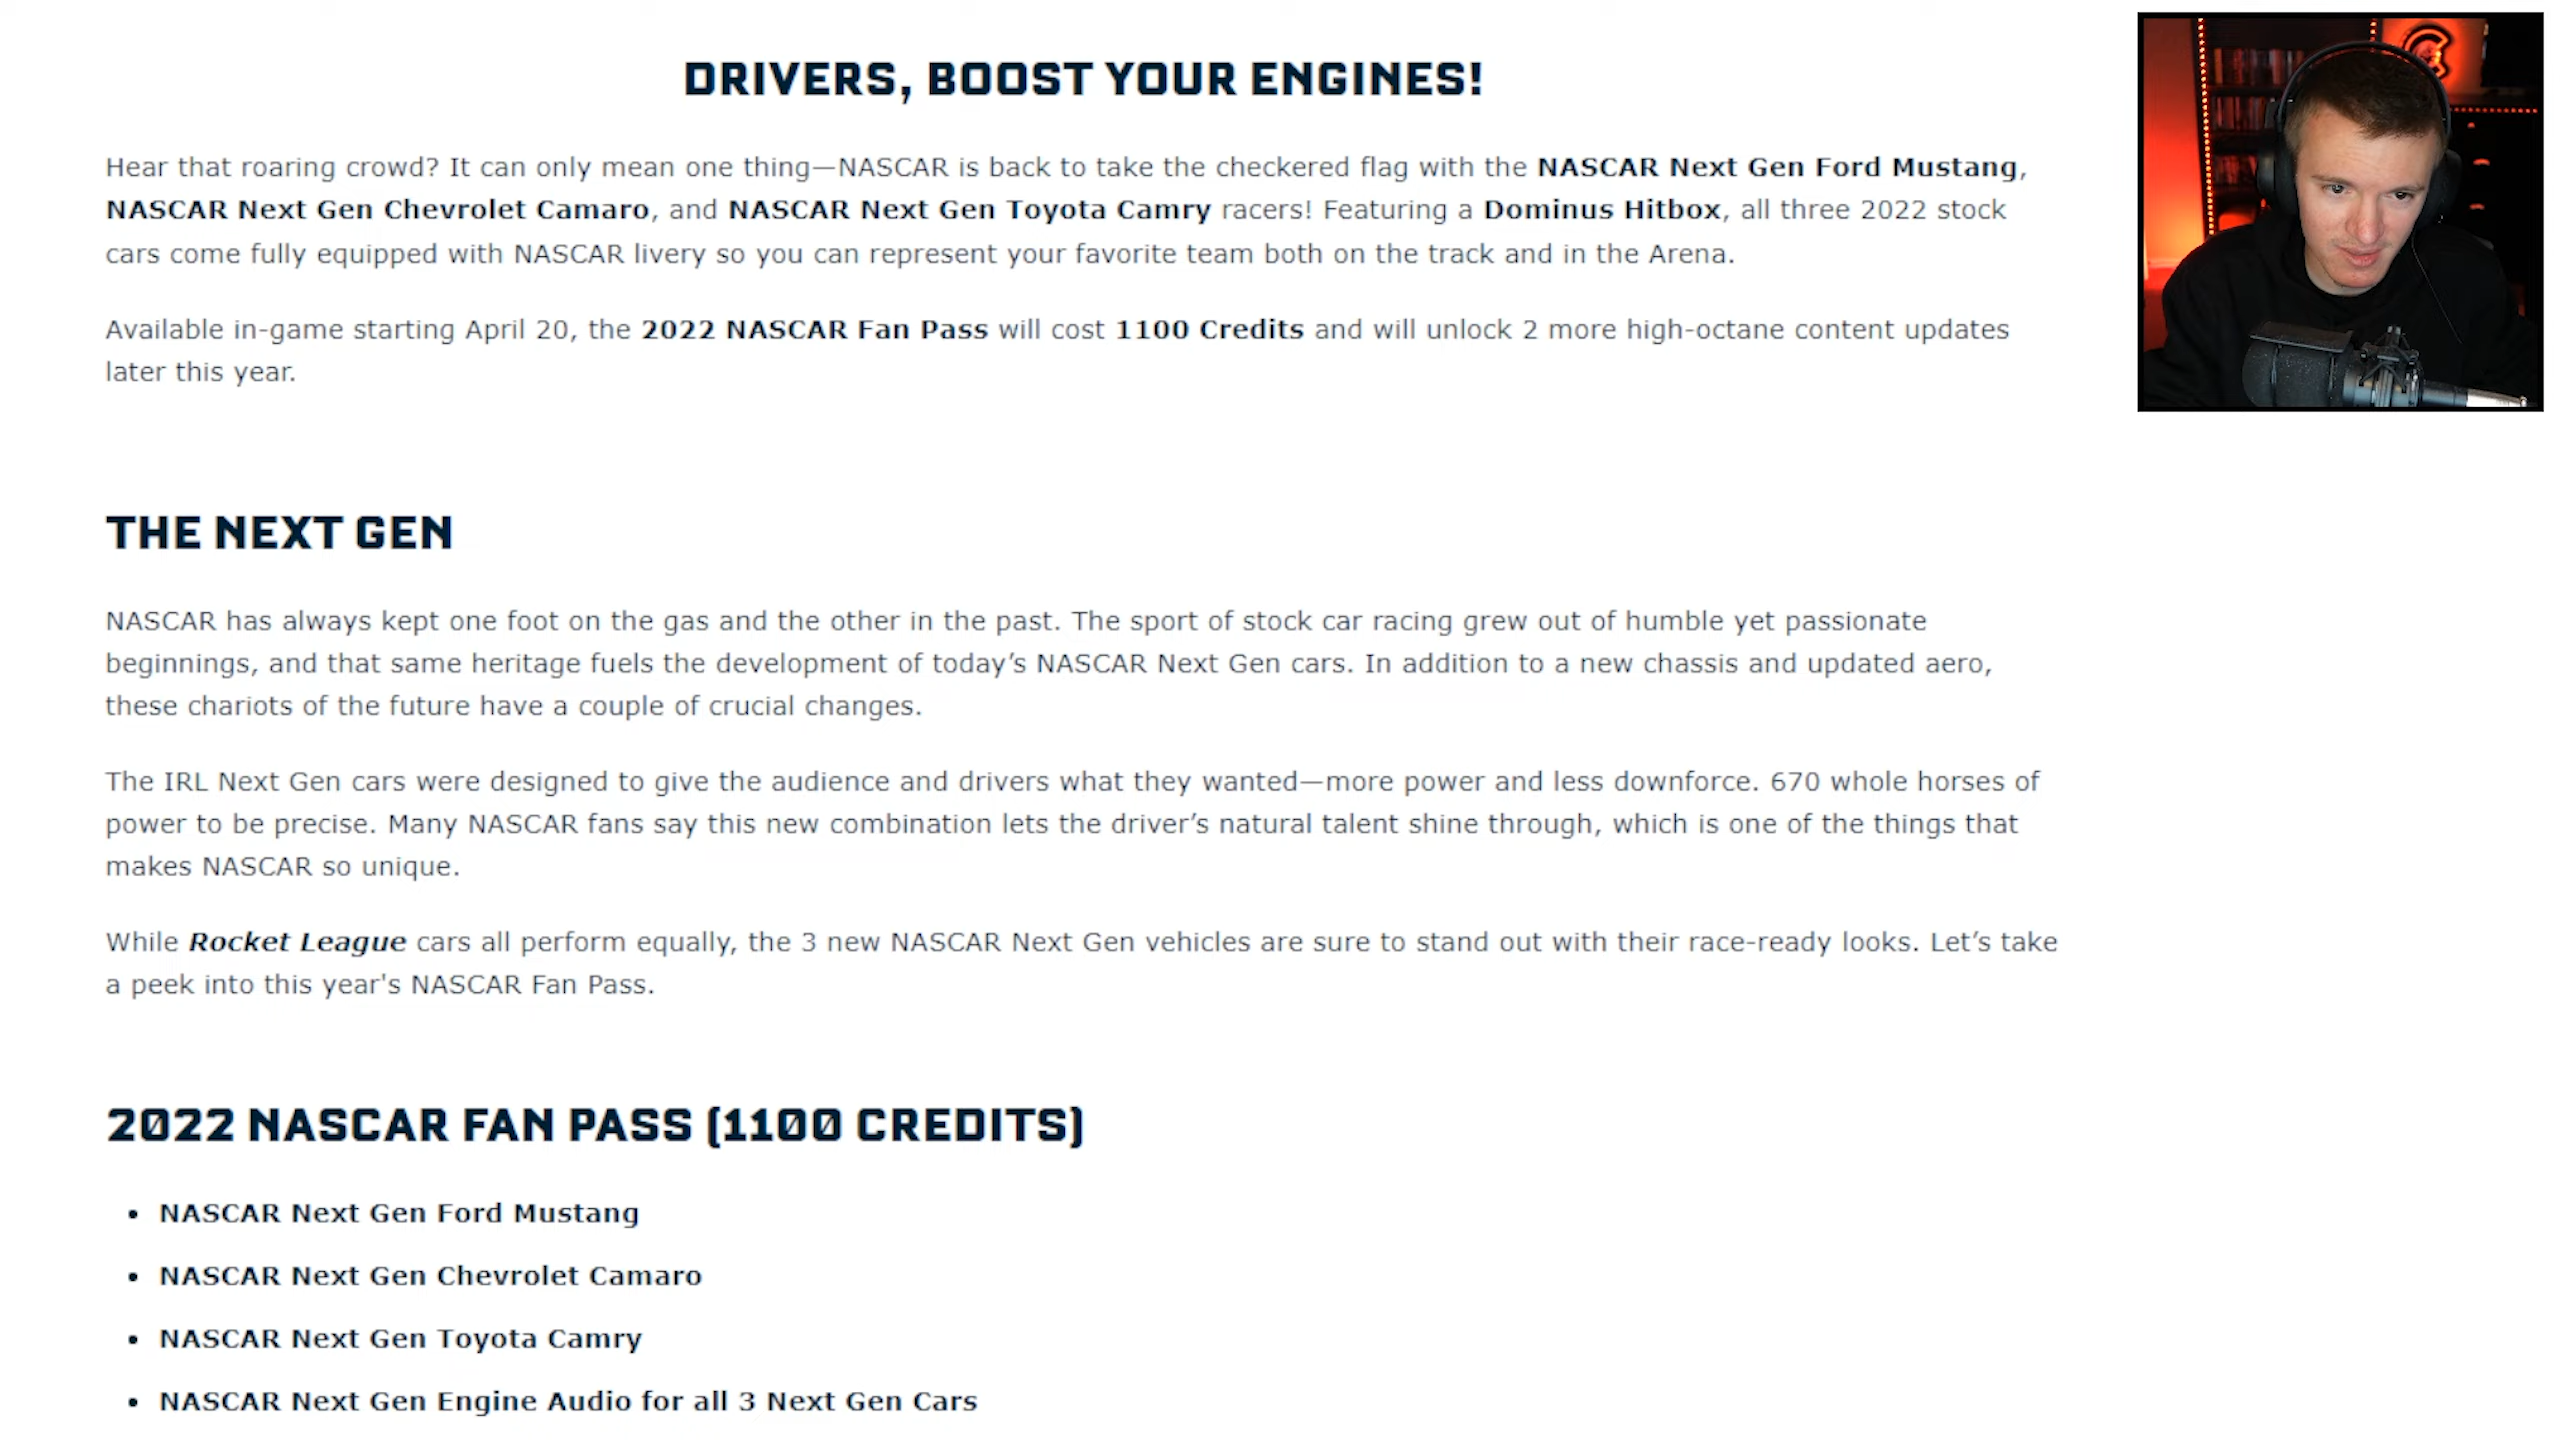 DRIVERS, BOOST YOUR ENGINES!
Hear that roaring crowd? It can only mean one thing—NASCAR is back to take the checkered flag with the NASCAR Next Gen Ford Mustang,
NASCAR Next Gen Chevrolet Camaro, and NASCAR Next Gen Toyota Camry racers! Featuring a Dominus Hitbox, all three 2022 stock
cars come fully equipped with NASCAR livery so you can represent your favorite team both on the track and in the Arena.
Available in-game starting April 20, the 2022 NASCAR Fan Pass will cost 1100 Credits and will unlock 2 more high-octane content updates
later this year.
THE NEXT GEN
NASCAR has always kept one foot on the gas and the other in the past. The sport of stock car racing grew out of humble yet passionate
beginnings, and that same heritage fuels the development of today’s NASCAR Next Gen cars. In addition to a new chassis and updated aero,
these chariots of the future have a couple of crucial changes.
The IRL Next Gen cars were designed to give the audience and drivers what they wanted—more power and less downforce. 670 whole horses of
power to be precise. Many NASCAR fans say this new combination lets the driver’s natural talent shine through, which is one of the things that
makes NASCAR so unique.
While Rocket League cars all perform equally, the 3 new NASCAR Next Gen vehicles are sure to stand out with their race-ready looks. Let’s take
a peek into this year's NASCAR Fan Pass.
2022 NASCAR FAN PASS (1100 CREDITS)
• NASCAR Next Gen Ford Mustang
• NASCAR Next Gen Chevrolet Camaro
• NASCAR Next Gen Toyota Camry
• NASCAR Next Gen Engine Audio for all 3 Next Gen Cars